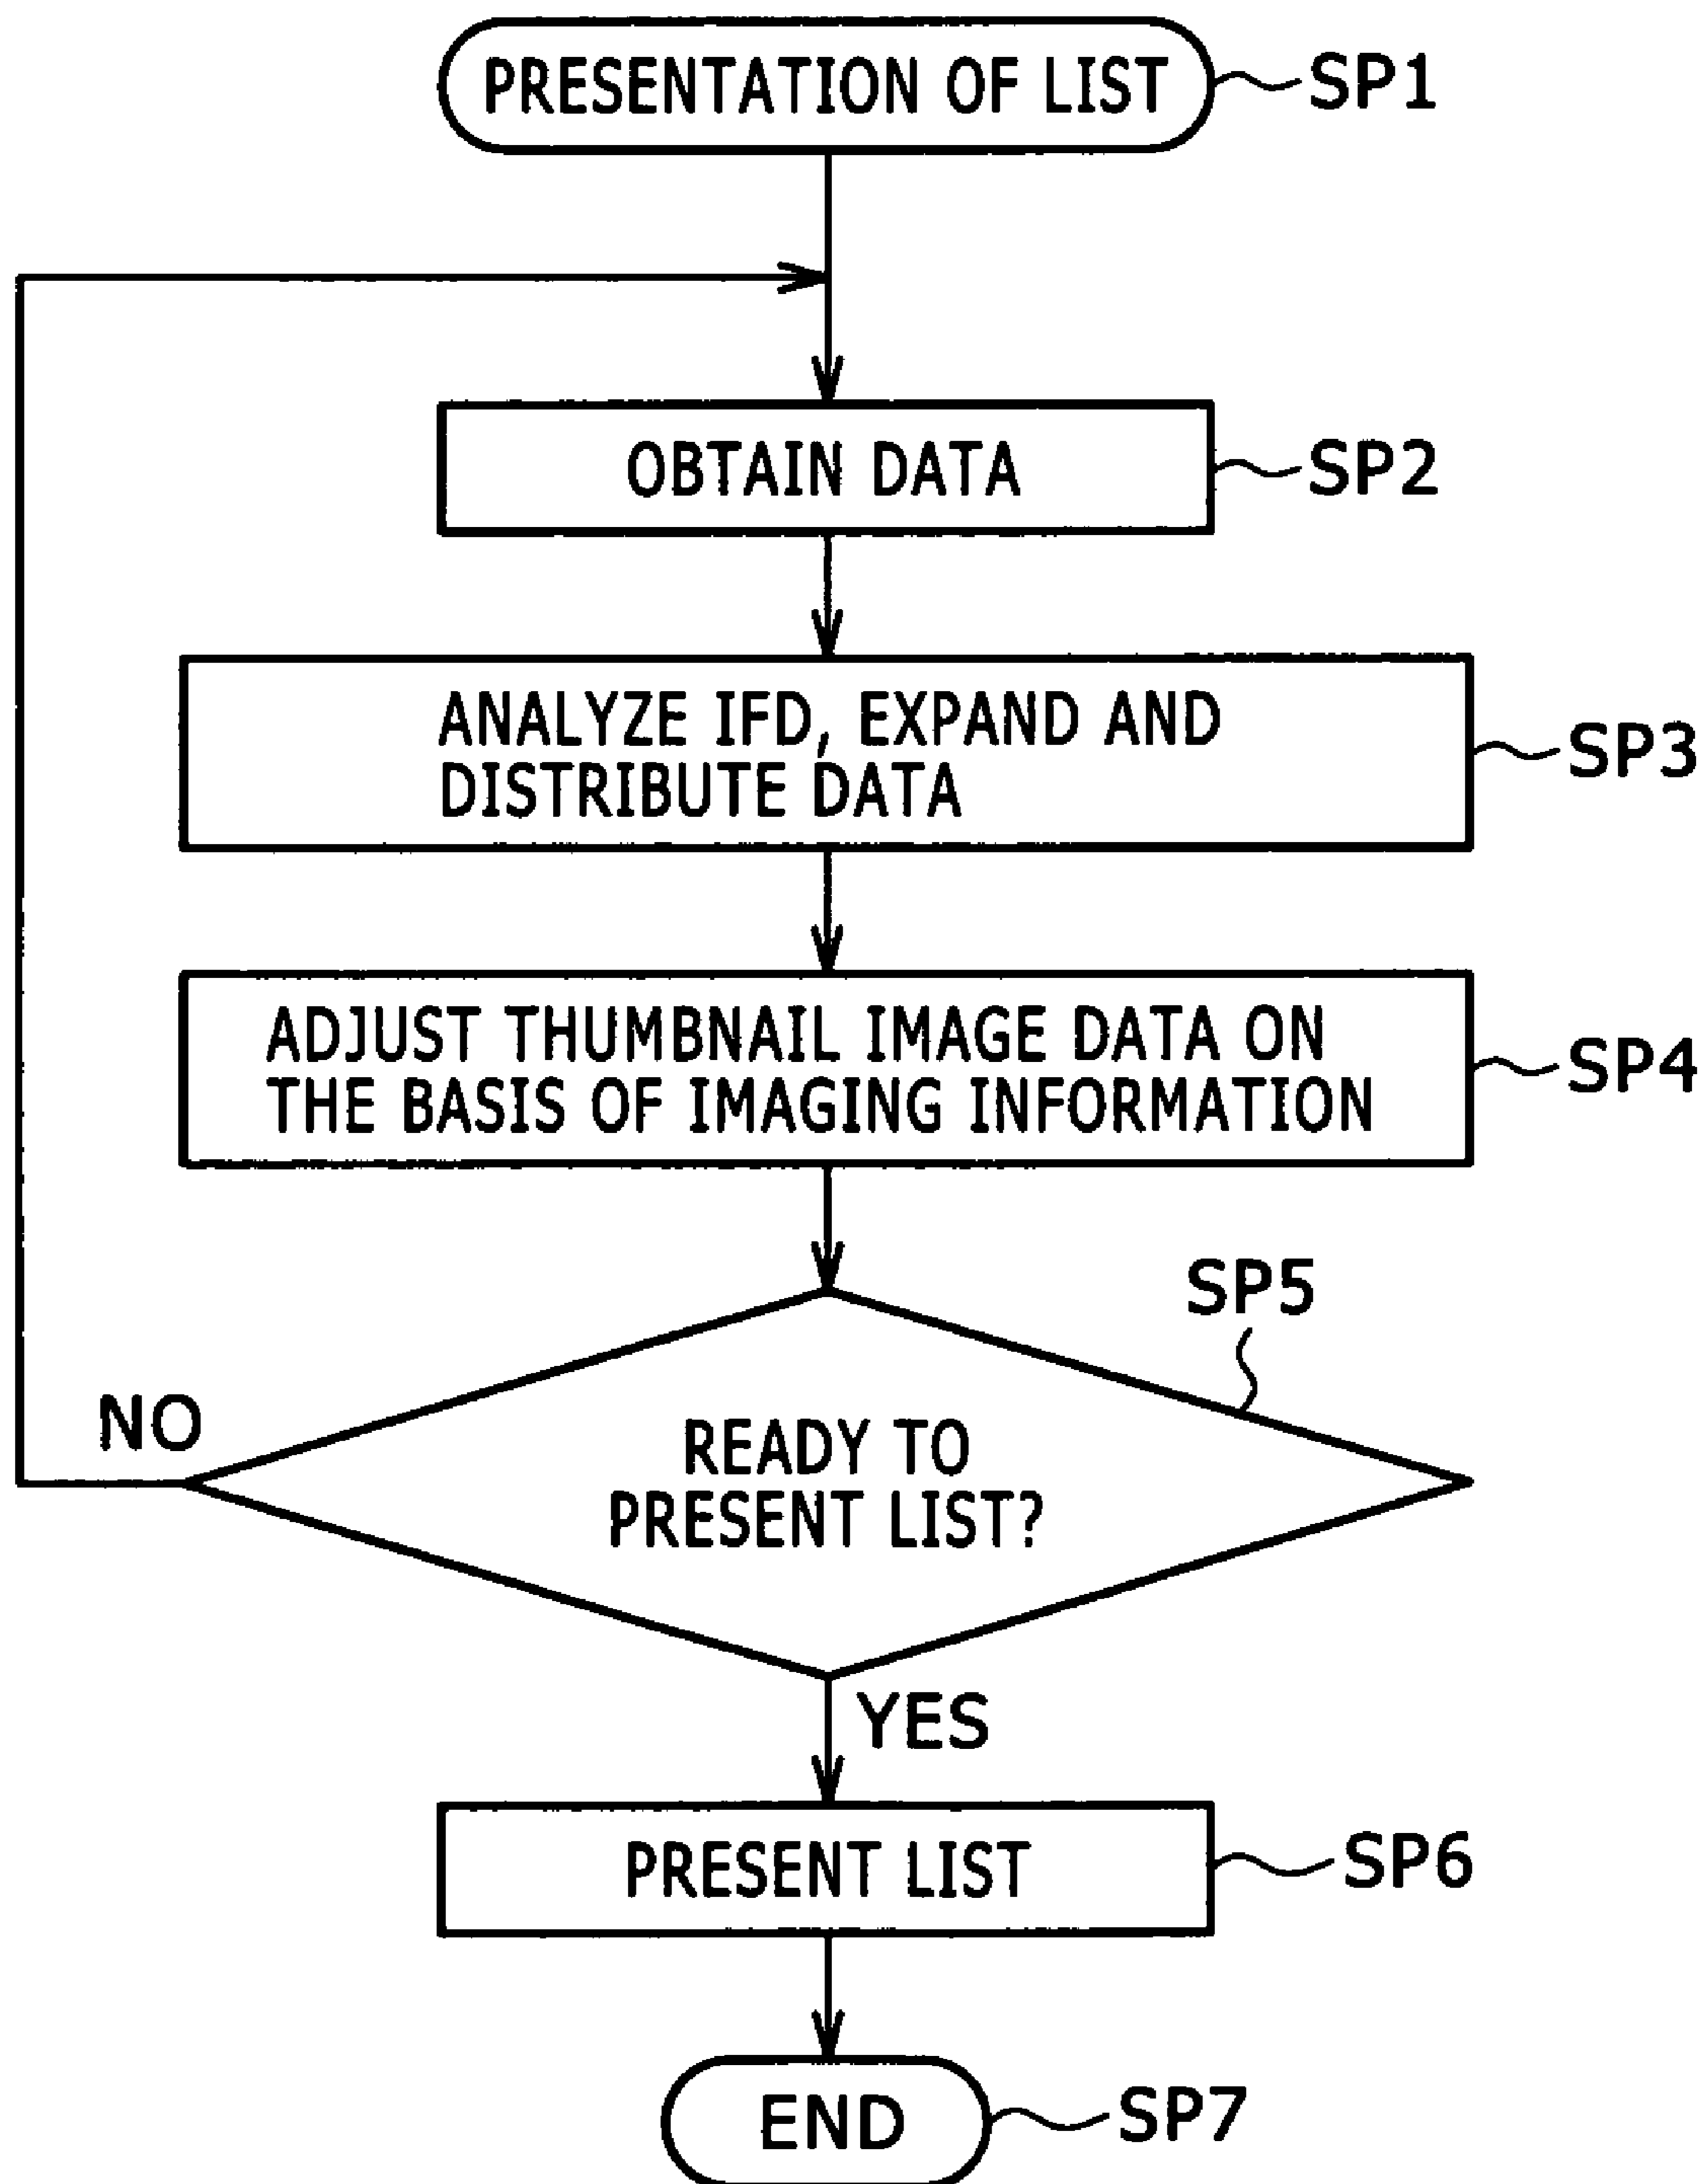 PRESENTATION OF LIST
SP1
OBTAIN DATA
SP2
ANALYZE IFD, EXPAND AND
DISTRIBUTE DATA
SP3
ADJUST THUMBNAIL IMAGE DATA ON
THE BASIS OF IMAGING INFORMATION
SP4
SP5
NO
READY TO
PRESENT LIST?
YES
PRESENT LIST
SP6
END
SP7